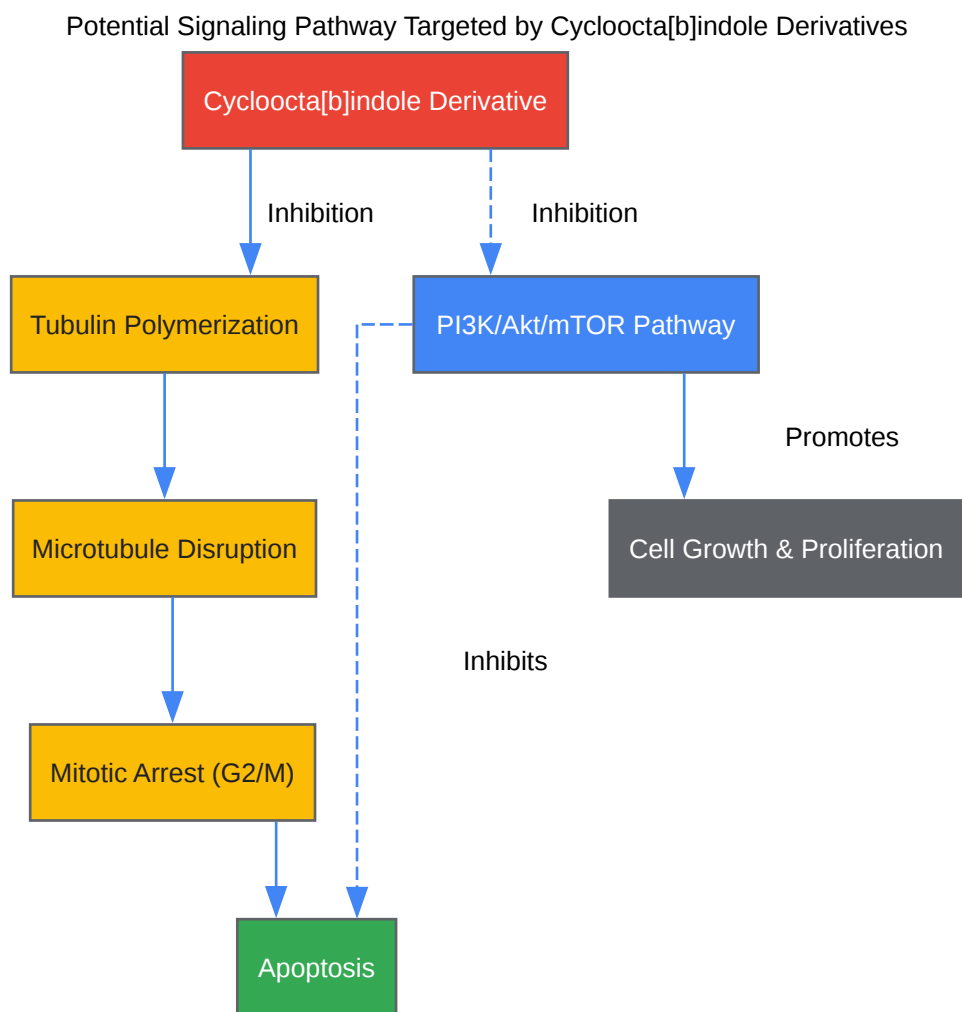 Potential Signaling Pathway Targeted by Cycloocta[b]indole Derivatives
Cycloocta[b]indole Derivative
Inhibition
Inhibition
Tubulin Polymerization
PI3K/Akt/mTOR Pathway
Promotes
Microtubule Disruption
Cell Growth & Proliferation
Inhibits
Mitotic Arrest (G2/M)
Apoptosis